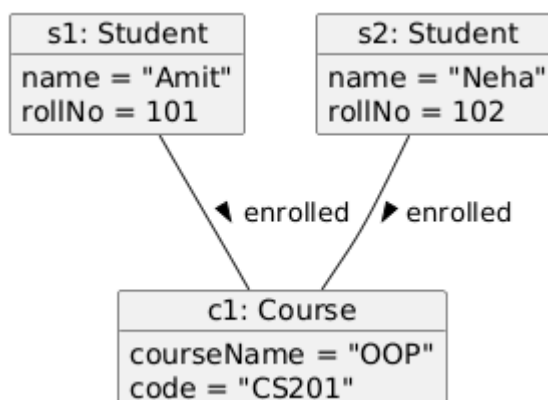 s1: Student
name = "Amit"
rollNo = 101
s2: Student
name = "Neha"
rollNo = 102
enrolled
enrolled
c1: Course
courseName = "OOP"
code = "CS201"